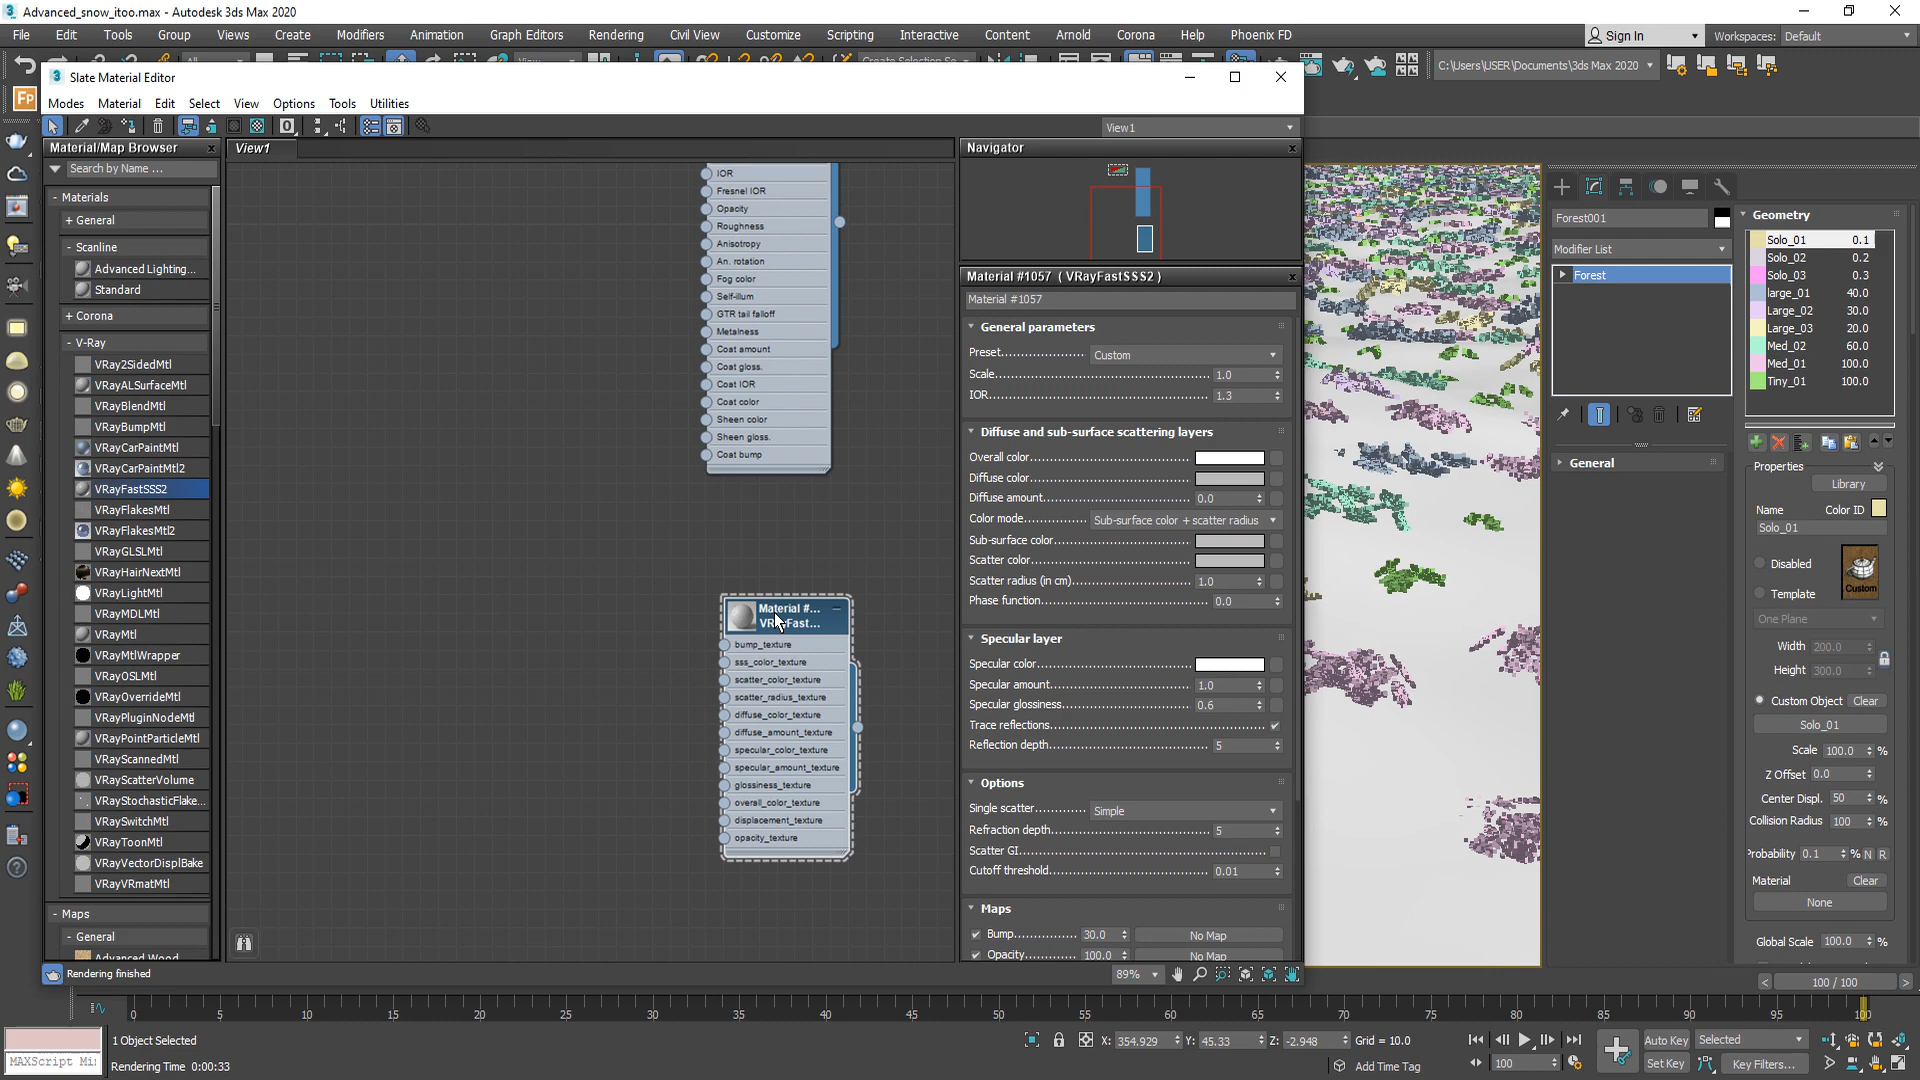 Advanced_snow_itoo.max - Autodesk 3ds Max 2020
File Edit Tools Group Views Create Modifiers Animation Graph Editors Rendering Civil View Customize Scripting Interactive Content Arnold Corona Help Phoenix FD
Sign In
Workspaces: Default
C:\Users\USER\Documents\3ds Max 2020
Slate Material Editor
Modes Material Edit Select View Options Tools Utilities
View1
Material/Map Browser
Search by Name ...
- Materials
+ General
- Scanline
Advanced Lighting...
Standard
+ Corona
- V-Ray
VRay2SidedMtl
VRayALSurfaceMtl
VRayBlendMtl
VRayBumpMtl
VRayCarPaintMtl
VRayCarPaintMtl2
VRayFastSSS2
VRayFlakesMtl
VRayFlakesMtl2
VRayGLSLMtl
VRayHairNextMtl
VRayLightMtl
VRayMDLMtl
VRayMtl
VRayMtlWrapper
VRayOSLMtl
VRayOverrideMtl
VRayPluginNodeMtl
VRayPointParticleMtl
VRayScannedMtl
VRayScatterVolume
VRayStochasticFlake...
VRaySwitchMtl
VRayToonMtl
VRayVectorDisplBake
VRayVRmatMtl
- Maps
- General
Advanced Wood
View1
IOR
Fresnel IOR
Opacity
Roughness
Anisotropy
An. rotation
Fog color
Self-illum
GTR tail falloff
Metalness
Coat amount
Coat gloss.
Coat IOR
Coat color
Sheen color
Sheen gloss.
Coat bump
Material #...
bump_texture
sss_color_texture
scatter_color_texture
scatter_radius_texture
diffuse_color_texture
diffuse_amount_texture
specular_color_texture
specular_amount_texture
glossiness_texture
overall_color_texture
displacement_texture
opacity_texture
Navigator
Material #1057 ( VRayFastSSS2 )
Material #1057
General parameters
Preset Custom
Scale 1.0
IOR 1.3
Diffuse and sub-surface scattering layers
Overall color
Diffuse color
Diffuse amount 0.0
Color mode Sub-surface color + scatter radius
Sub-surface color
Scatter color
Scatter radius (in cm) 1.0
Phase function 0.0
Specular layer
Specular color
Specular amount 1.0
Specular glossiness 0.6
Trace reflections
Reflection depth 5
Options
Single scatter Simple
Refraction depth 5
Scatter GI
Cutoff threshold 0.01
Maps
Bump 30.0 No Map
Opacity 100.0 No Map
89%
Rendering finished
Forest001
Modifier List
Forest
General
Geometry
Solo_01 0.1
Solo_02 0.2
Solo_03 0.3
large_01 40.0
Large_02 30.0
Large_03 20.0
Med_02 60.0
Med_01 100.0
Tiny_01 100.0
Properties
Library
Name Color ID
Solo_01
Disabled
Template
Custom
One Plane
Width 200.0
Height 300.0
Custom Object Clear
Solo_01
Scale 100.0 %
Z Offset 0.0
Center Displ. 50 %
Collision Radius 100 %
Probability 0.1 % N R
Material Clear
None
Global Scale 100.0 %
< 100 / 100 >
0 5 10 15 20 25 30 35 40 45 50 55 60 65 70 75 80 85 90 95 100
1 Object Selected
MAXScript Mi
Rendering Time 0:00:33
X: 354.929 Y: 45.33 Z: -2.948 Grid = 10.0
Add Time Tag
100
Auto Key Selected
Set Key Key Filters...